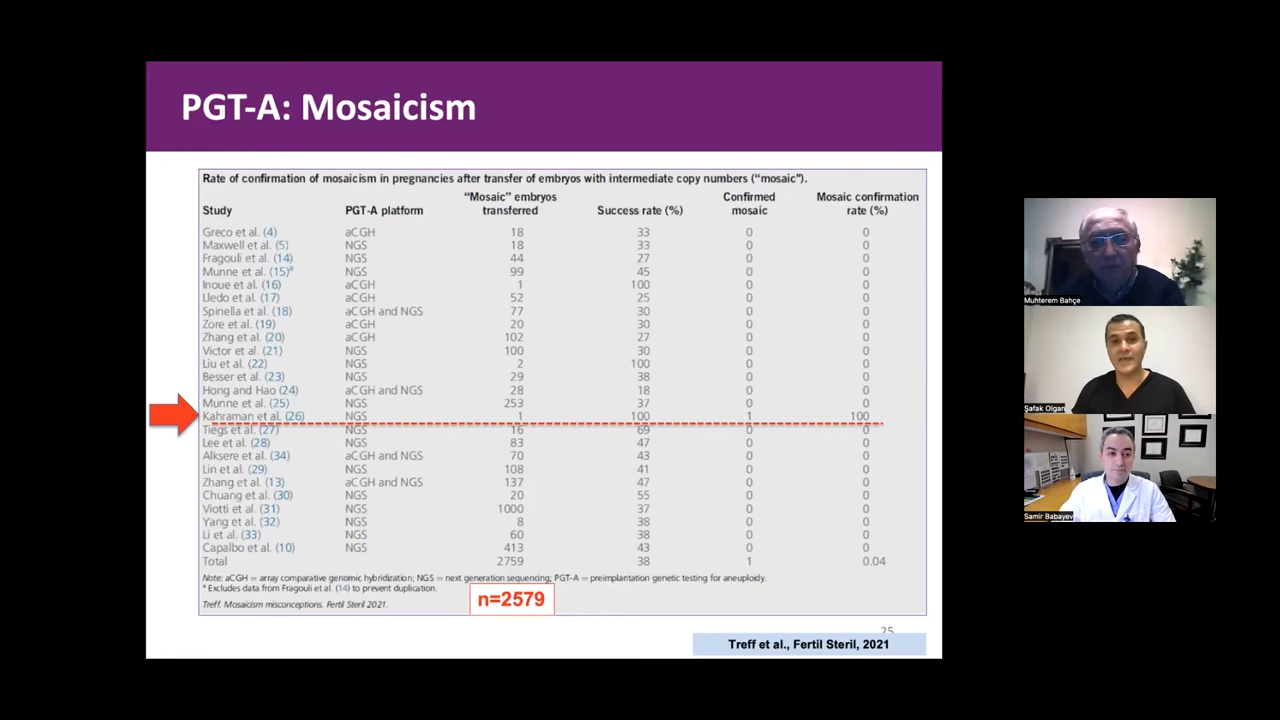 PGT-A: Mosaicism
Rate of confirmation of mosaicism in pregnancies after transfer of embryos with intermediate copy numbers ("mosaic").
Study PGT-A platform "Mosaic" embryos transferred Success rate (%) Confirmed mosaic Mosaic confirmation rate (%)
Greco et al. (4) aCGH 18 33 0 0
Maxwell et al. (5) NGS 18 33 0 0
Fragouli et al. (14) NGS 44 27 0 0
Munne et al. (15)a NGS 99 45 0 0
Inoue et al. (16) aCGH 1 100 0 0
Lledo et al. (17) aCGH 52 25 0 0
Spinella et al. (18) aCGH and NGS 77 30 0 0
Zore et al. (19) aCGH 20 30 0 0
Zhang et al. (20) aCGH 102 27 0 0
Victor et al. (21) NGS 100 30 0 0
Liu et al. (22) NGS 2 100 0 0
Besser et al. (23) NGS 29 38 0 0
Hong and Hao (24) aCGH and NGS 28 18 0 0
Munne et al. (25) NGS 253 37 0 0
Kahraman et al. (26) NGS 1 100 1 100
Tiegs et al. (27) NGS 16 69 0 0
Lee et al. (28) NGS 83 47 0 0
Alksere et al. (34) aCGH and NGS 70 43 0 0
Lin et al. (29) NGS 108 41 0 0
Zhang et al. (13) aCGH and NGS 137 47 0 0
Chuang et al. (30) NGS 20 55 0 0
Viotti et al. (31) NGS 1000 37 0 0
Yang et al. (32) NGS 8 38 0 0
Li et al. (33) NGS 60 38 0 0
Capalbo et al. (10) NGS 413 43 0 0
Total 2759 38 1 0.04
Note: aCGH = array comparative genomic hybridization; NGS = next generation sequencing; PGT-A = preimplantation genetic testing for aneuploidy.
a Excludes data from Fragouli et al. (14) to prevent duplication.
Treff. Mosaicism misconceptions. Fertil Steril 2021.
n=2579
25
Treff et al., Fertil Steril, 2021
Muhterem Bahçe
Şafak Olgan
Samir Babayev